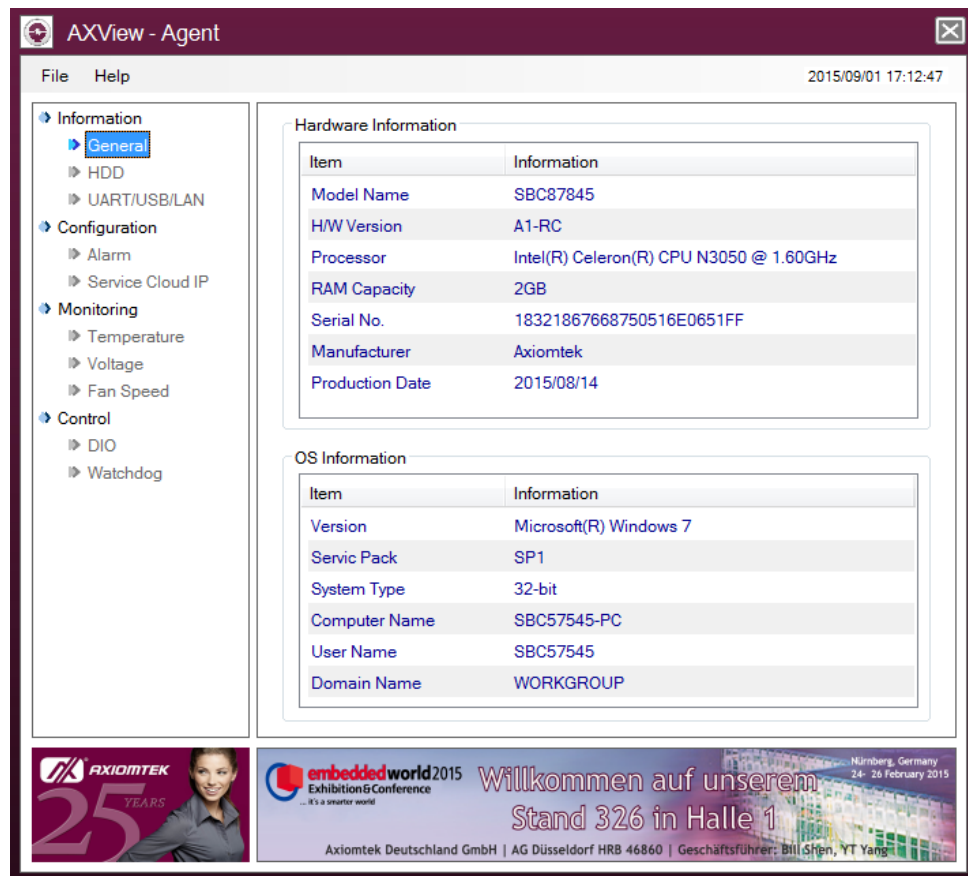 AXView - Agent
File Help 2015/09/01 17:12:47
Information
General
HDD
UART/USB/LAN
Configuration
Alarm
Service Cloud IP
Monitoring
Temperature
Voltage
Fan Speed
Control
DIO
Watchdog
Hardware Information
Item Information
Model Name SBC87845
H/W Version A1-RC
Processor Intel(R) Celeron(R) CPU N3050 @ 1.60GHz
RAM Capacity 2GB
Serial No. 18321867668750516E0651FF
Manufacturer Axiomtek
Production Date 2015/08/14
OS Information
Item Information
Version Microsoft(R) Windows 7
Servic Pack SP1
System Type 32-bit
Computer Name SBC57545-PC
User Name SBC57545
Domain Name WORKGROUP
AXIOMTEK
25 YEARS
embedded world 2015
Exhibition&Conference
... it's a smarter world
Willkommen auf unserem
Stand 326 in Halle 1
Nürnberg, Germany
24- 26 February 2015
Axiomtek Deutschland GmbH | AG Düsseldorf HRB 46860 | Geschäftsführer: Bill Shen, YT Yang